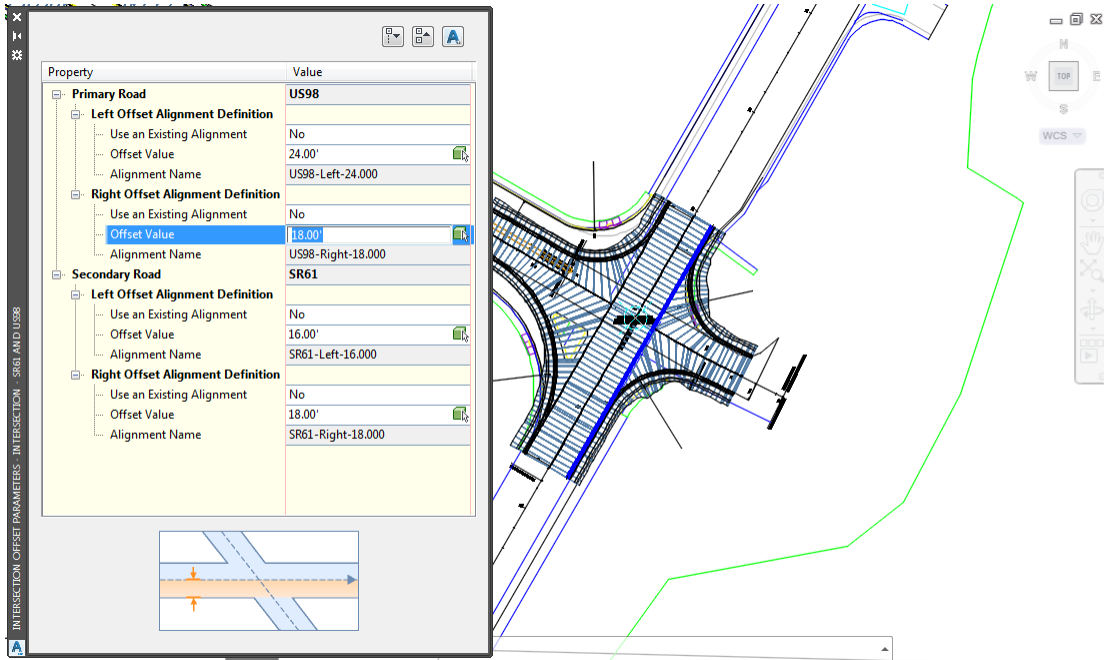 Property Value
Primary Road US98
Left Offset Alignment Definition
Use an Existing Alignment No
Offset Value 24.00'
Alignment Name US98-Left-24.000
Right Offset Alignment Definition
Use an Existing Alignment No
Offset Value 18.00'
Alignment Name US98-Right-18.000
Secondary Road SR61
Left Offset Alignment Definition
Use an Existing Alignment No
Offset Value 16.00'
Alignment Name SR61-Left-16.000
Right Offset Alignment Definition
Use an Existing Alignment No
Offset Value 18.00'
Alignment Name SR61-Right-18.000
INTERSECTION OFFSET PARAMETERS - INTERSECTION - SR61 AND US98
N
W TOP E
S
WCS